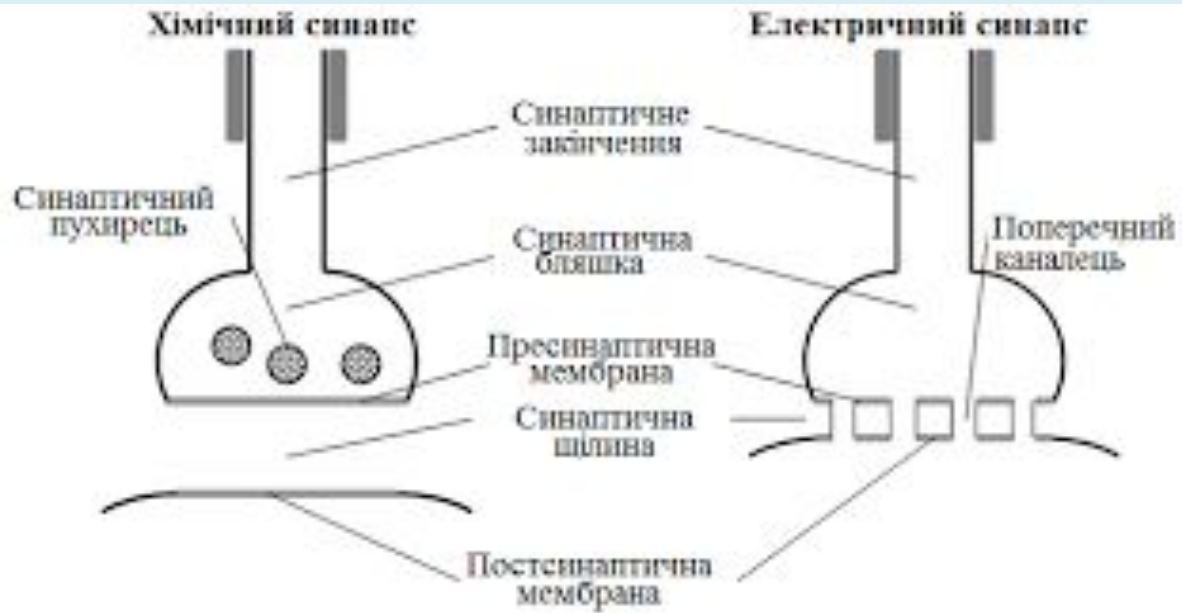 Хімічний синапс
Електричний синапс
Синаптичне
закінчення
Синаптичний
пухирець
Синаптична
бляшка
Поперечний
каналець
Пресинаптична
мембрана
Синаптична
щілина
Постсинаптична
мембрана